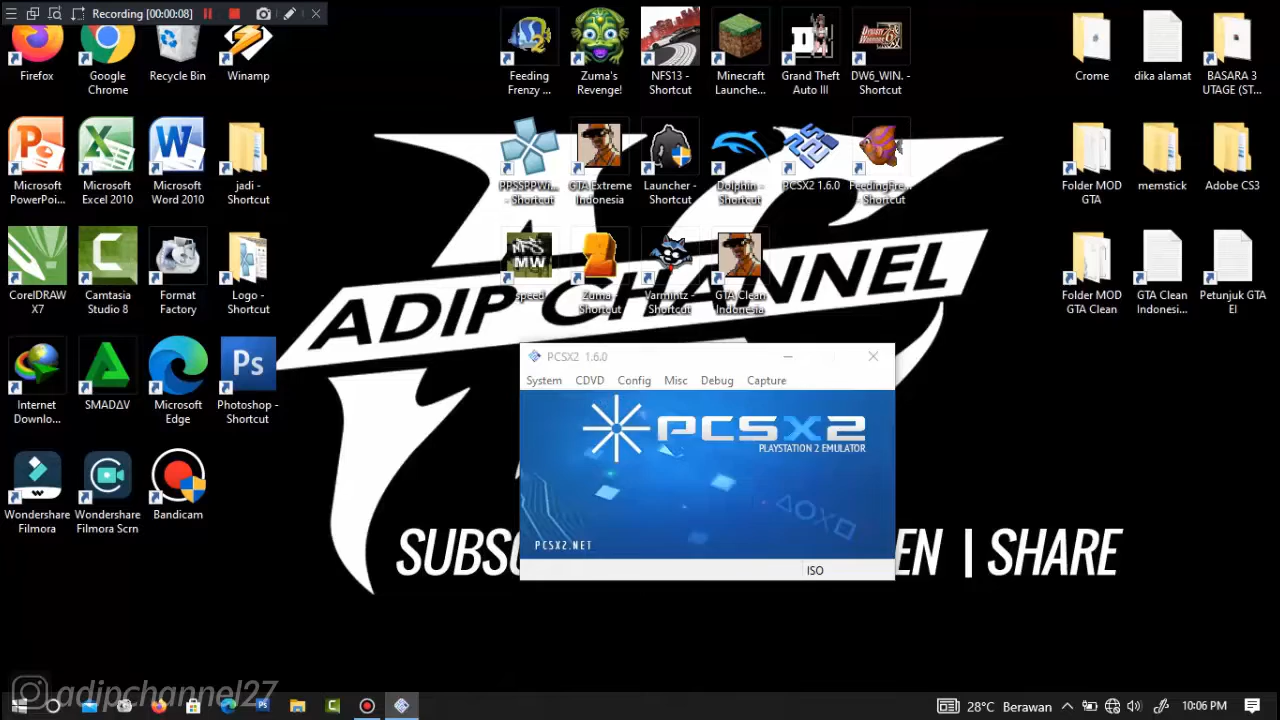 Recording [00:00:08]
Firefox
Google
Chrome
Recycle Bin
Winamp
Feeding
Frenzy ...
Zuma's
Revenge!
NFS13 -
Shortcut
Minecraft
Launche...
Grand Theft
Auto III
DW6_WIN. -
Shortcut
Crome
dika alamat
BASARA 3
UTAGE (ST...
Microsoft
PowerPoi...
Microsoft
Excel 2010
Microsoft
Word 2010
jadi -
Shortcut
PPSSPPWi...
- Shortcut
GTA Extreme
Indonesia
Launcher -
Shortcut
Dolphin -
Shortcut
PCSX2 1.6.0
FeedingFre...
- Shortcut
Folder MOD
GTA
memstick
Adobe CS3
CorelDRAW
X7
Camtasia
Studio 8
Format
Factory
Logo -
Shortcut
NFS
MW
speed
Zuma -
Shortcut
Varmintz -
Shortcut
GTA Clean
Indonesia
Folder MOD
GTA Clean
GTA Clean
Indonesi...
Petunjuk GTA
EI
ADIP CHANNEL
Internet
Downlo...
SMADΔV
Microsoft
Edge
Ps
Photoshop -
Shortcut
PCSX2 1.6.0
System CDVD Config Misc Debug Capture
PCSX2
PLAYSTATION 2 EMULATOR
PCSX2.NET
ISO
Wondershare
Filmora
Wondershare
Filmora Scrn
Bandicam
SUBSC
EN | SHARE
adipchannel27
28°C Berawan
10:06 PM